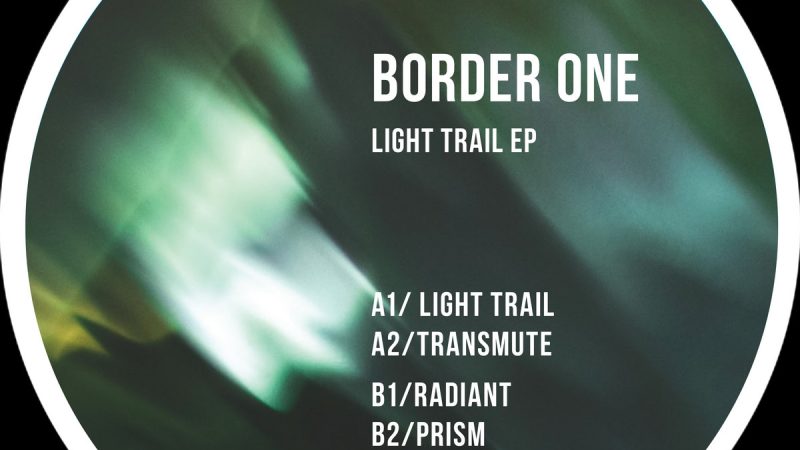 BORDER ONE
LIGHT TRAIL EP
A1/ LIGHT TRAIL
A2/TRANSMUTE
B1/RADIANT
B2/PRISM